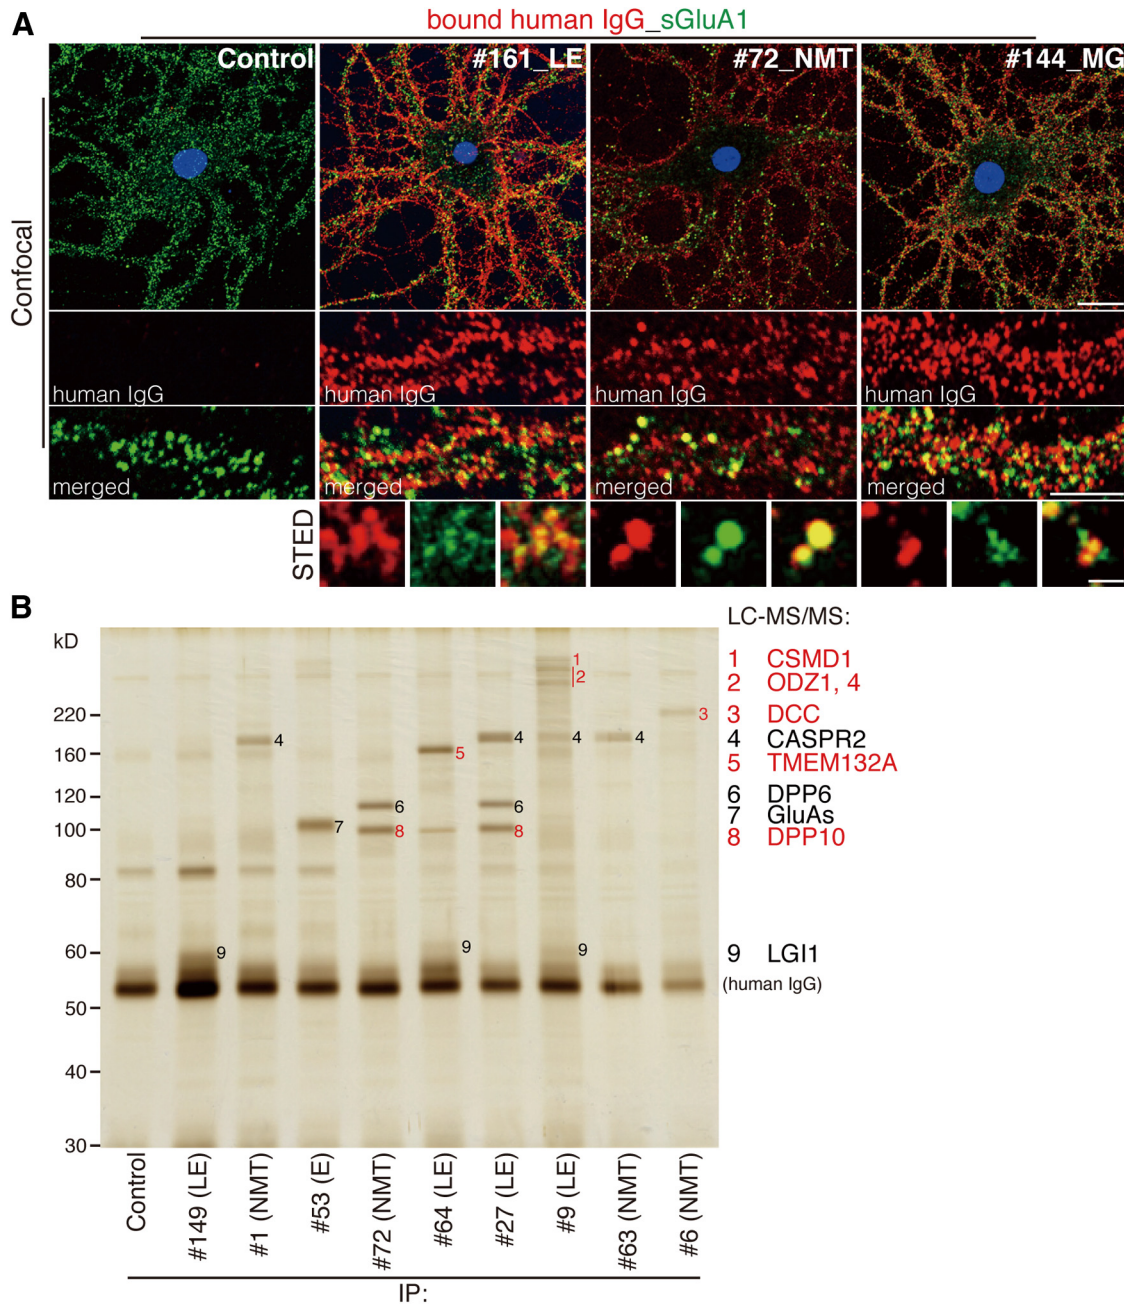 A
bound human IgG_sGluA1
Control
#161_LE
#72_NMT
#144_MG
Confocal
human IgG
human IgG
human IgG
human IgG
merged
merged
merged
merged
STED
B
kD
220
160
120
100
80
60
50
40
30
1
2
3
4
4
4
4
5
6
6
7
8
8
9
9
9
LC-MS/MS:
1 CSMD1
2 ODZ1, 4
3 DCC
4 CASPR2
5 TMEM132A
6 DPP6
7 GluAs
8 DPP10
9 LGI1
(human IgG)
Control
#149 (LE)
#1 (NMT)
#53 (E)
#72 (NMT)
#64 (LE)
#27 (LE)
#9 (LE)
#63 (NMT)
#6 (NMT)
IP: